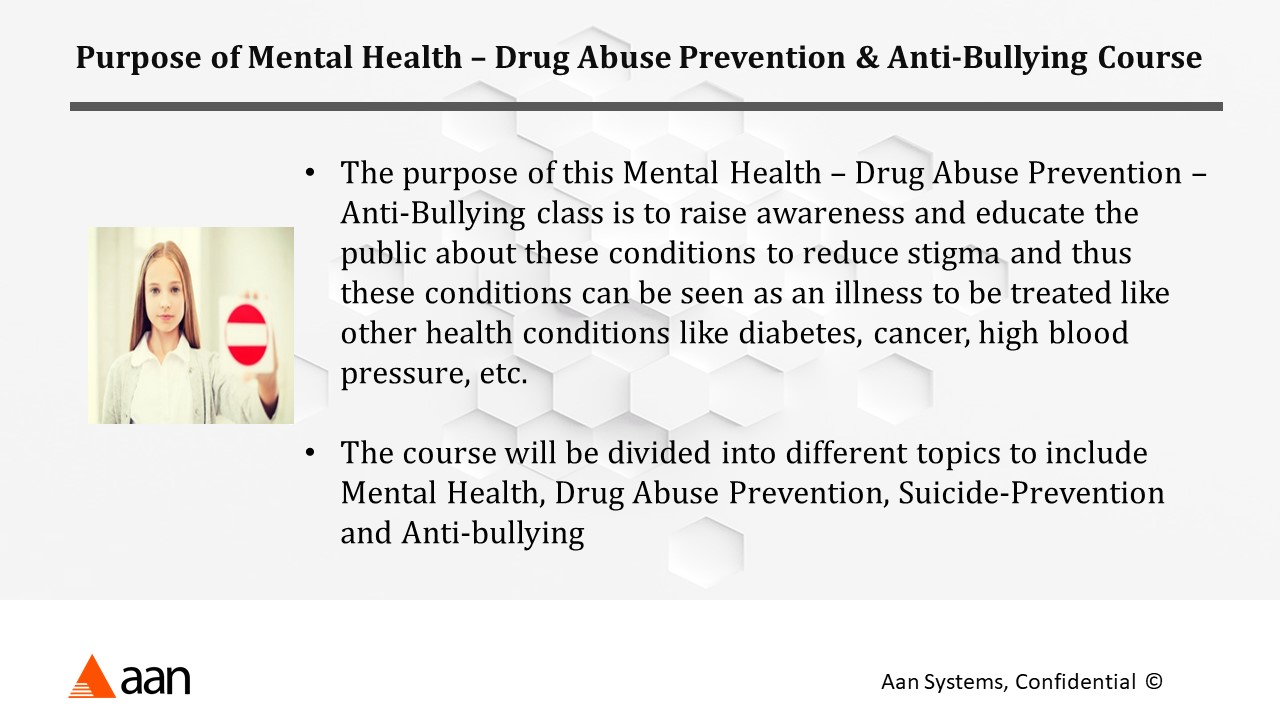 Purpose of Mental Health – Drug Abuse Prevention & Anti-Bullying Course
• The purpose of this Mental Health – Drug Abuse Prevention –
Anti-Bullying class is to raise awareness and educate the
public about these conditions to reduce stigma and thus
these conditions can be seen as an illness to be treated like
other health conditions like diabetes, cancer, high blood
pressure, etc.
• The course will be divided into different topics to include
Mental Health, Drug Abuse Prevention, Suicide-Prevention
and Anti-bullying
aan
Aan Systems, Confidential ©